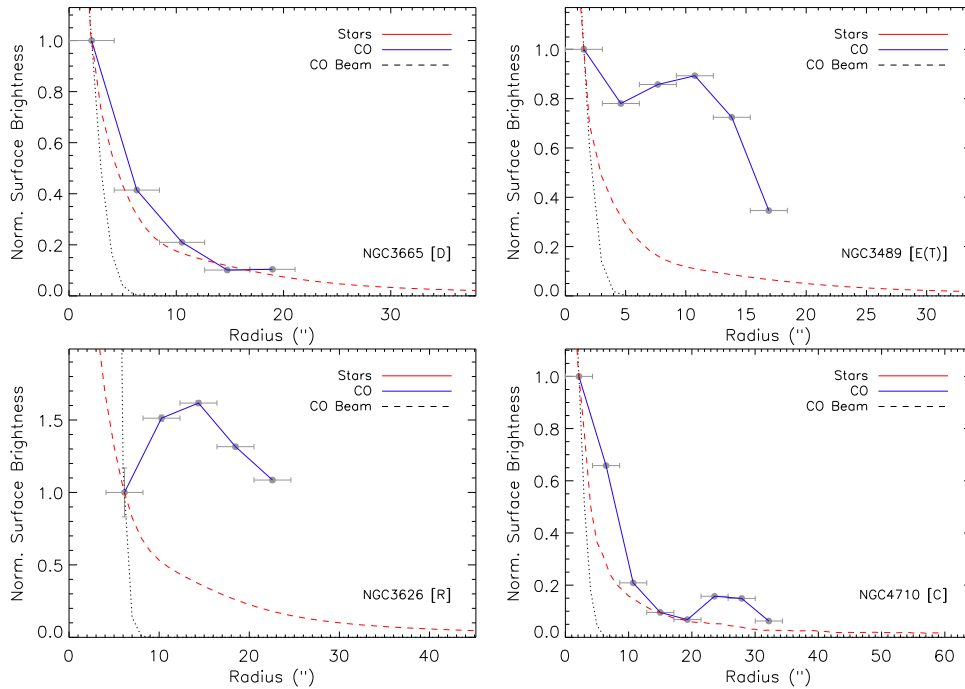 Norm. Surface Brightness
1.0
0.8
0.6
0.4
0.2
0.0
Stars
CO
CO Beam
NGC3665 [D]
0
10
20
30
Radius (")
Norm. Surface Brightness
1.0
0.8
0.6
0.4
0.2
0.0
Stars
CO
CO Beam
NGC3489 [E(T)]
0
5
10
15
20
25
30
Radius (")
Norm. Surface Brightness
1.5
1.0
0.5
0.0
Stars
CO
CO Beam
NGC3626 [R]
0
10
20
30
40
Radius (")
Norm. Surface Brightness
1.0
0.8
0.6
0.4
0.2
0.0
Stars
CO
CO Beam
NGC4710 [C]
0
10
20
30
40
50
60
Radius (")